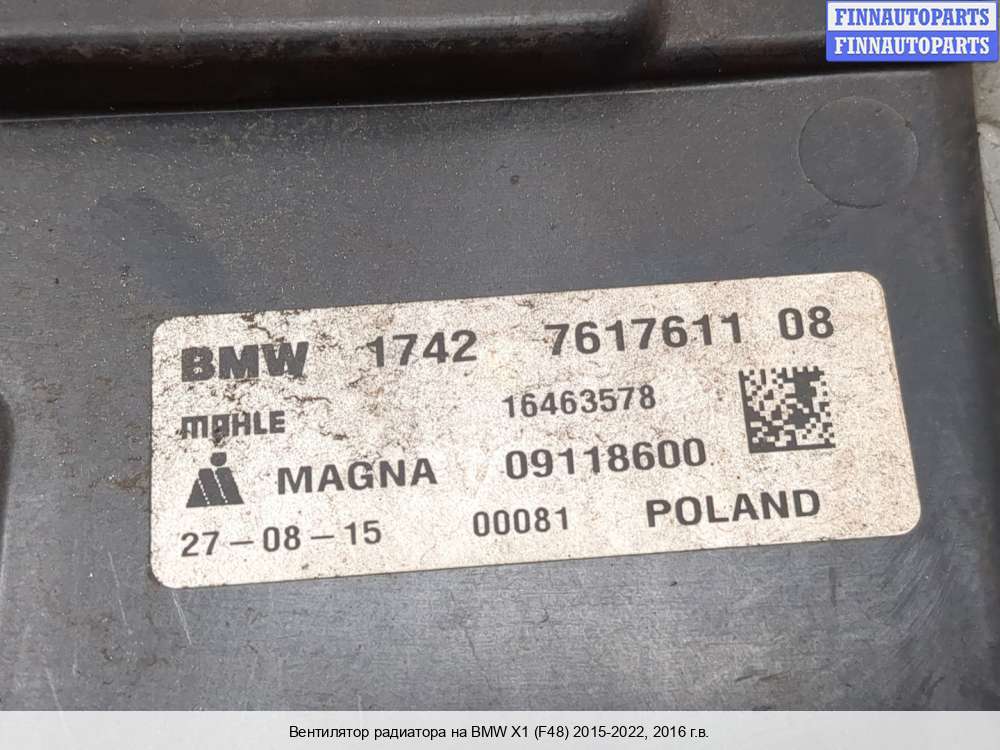 FINNAUTOPARTS
FINNAUTOPARTS
BMW 1742 7617611 08
MAHLE 16463578
MAGNA 09118600
27-08-15 00081 POLAND
Вентилятор радиатора на BMW X1 (F48) 2015-2022, 2016 г.в.